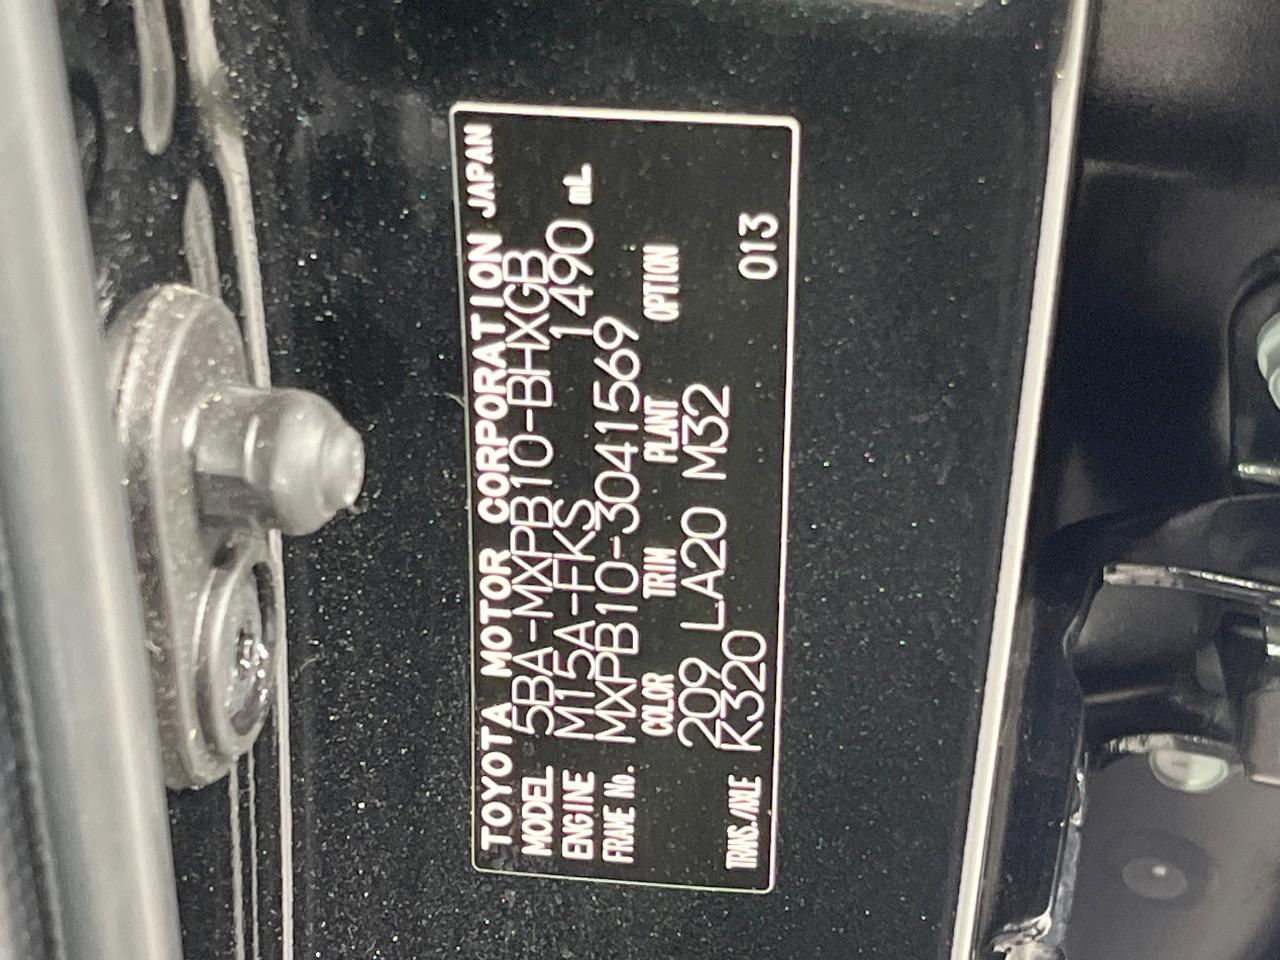 TOYOTA MOTOR CORPORATION JAPAN
MODEL 5BA-MXPB10-BHXGB
ENGINE M15A-FKS 1490 mL
FRAME No. MXPB10-3041569
COLOR TRIM PLANT OPTION
209 LA20 M32
TRANS./AXLE K320 013